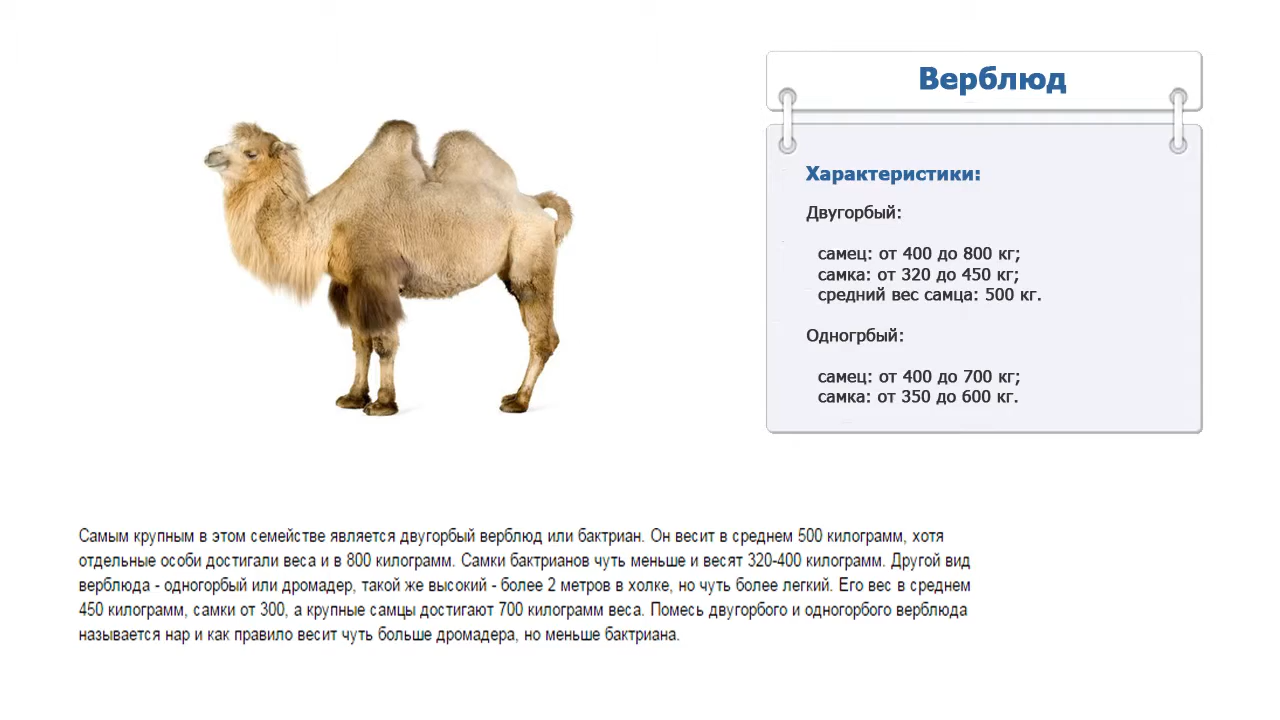 Верблюд
Характеристики:
Двугорбый:
самец: от 400 до 800 кг;
самка: от 320 до 450 кг;
средний вес самца: 500 кг.
Одногрбый:
самец: от 400 до 700 кг;
самка: от 350 до 600 кг.
Самым крупным в этом семействе является двугорбый верблюд или бактриан. Он весит в среднем 500 килограмм, хотя
отдельные особи достигали веса и в 800 килограмм. Самки бактрианов чуть меньше и весят 320-400 килограмм. Другой вид
верблюда - одногорбый или дромадер, такой же высокий - более 2 метров в холке, но чуть более легкий. Его вес в среднем
450 килограмм, самки от 300, а крупные самцы достигают 700 килограмм веса. Помесь двугорбого и одногорбого верблюда
называется нар и как правило весит чуть больше дромадера, но меньше бактриана.